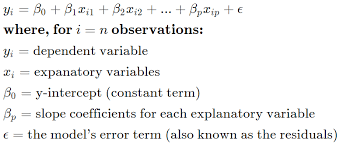 yᵢ = β₀ + β₁xᵢ₁ + β₂xᵢ₂ + ... + βₚxᵢₚ + ϵ
where, for i = n observations:
yᵢ = dependent variable
xᵢ = expanatory variables
β₀ = y-intercept (constant term)
βₚ = slope coefficients for each explanatory variable
ϵ = the model's error term (also known as the residuals)